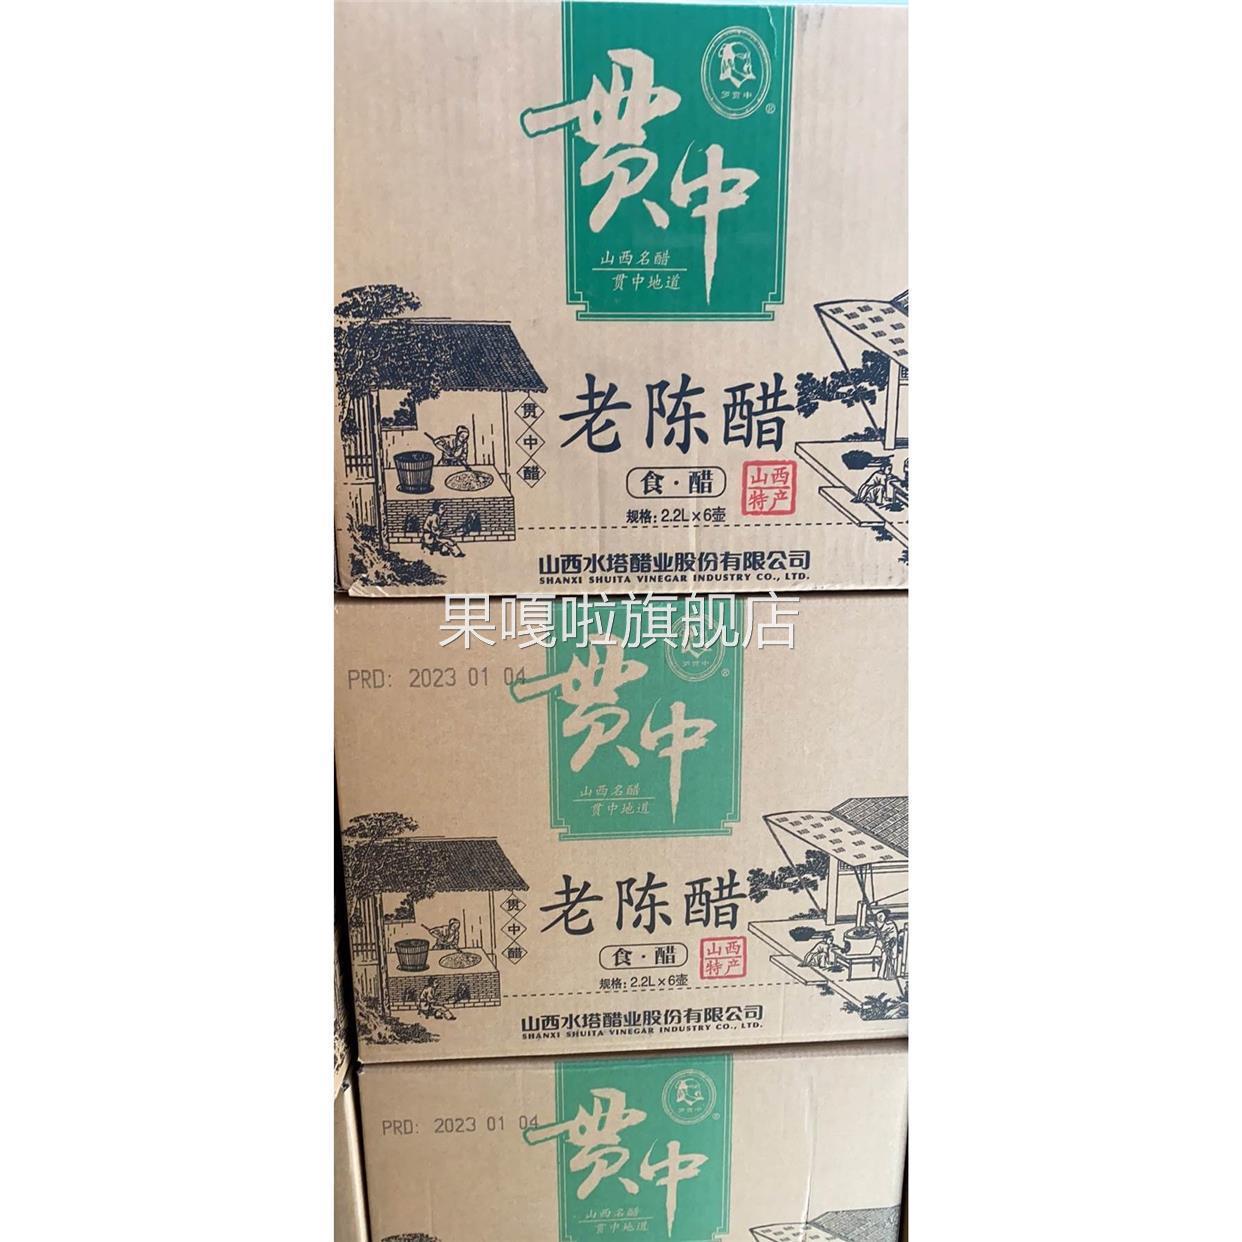 罗贯中
®
贯中
山西名醋
贯中地道
贯中醋
老陈醋
食·醋
山西特产
规格: 2.2L×6壶
山西水塔醋业股份有限公司
SHANXI SHUITA VINEGAR INDUSTRY CO., LTD.
果嘎啦旗舰店
PRD: 2023 01 04
罗贯中
®
贯中
山西名醋
贯中地道
贯中醋
老陈醋
食·醋
山西特产
规格: 2.2L×6壶
山西水塔醋业股份有限公司
SHANXI SHUITA VINEGAR INDUSTRY CO., LTD.
PRD: 2023 01 04
罗贯中
®
贯中
山西名醋
贯中地道